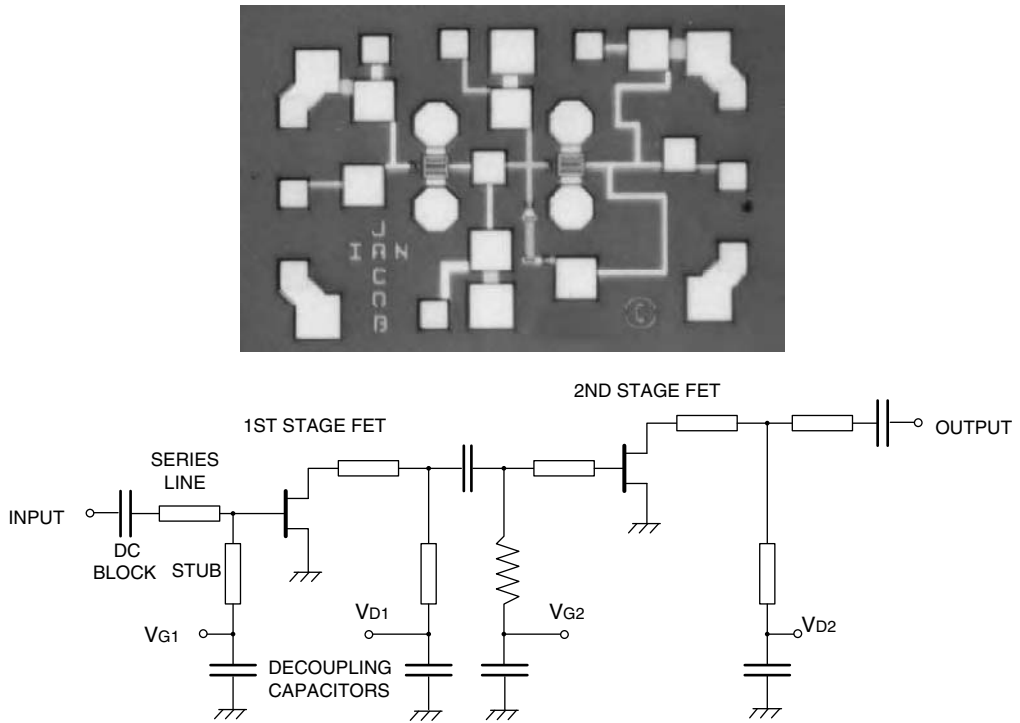 J
I A N
C
O
B
2ND STAGE FET
1ST STAGE FET
OUTPUT
SERIES
LINE
INPUT
DC
BLOCK
STUB
VG1
VD1
VG2
VD2
DECOUPLING
CAPACITORS